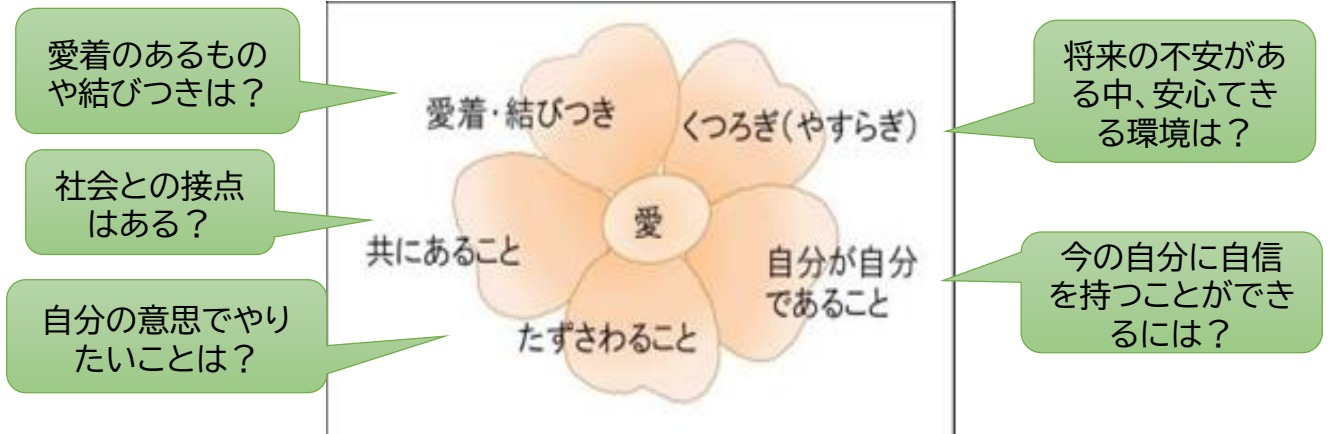 愛着のあるもの
や結びつきは？
社会との接点
はある？
自分の意思でやり
たいことは？
愛着・結びつき
くつろぎ(やすらぎ)
共にあること
愛
自分が自分
であること
たずさわること
将来の不安があ
る中、安心てき
る環境は？
今の自分に自信
を持つことができ
るには？